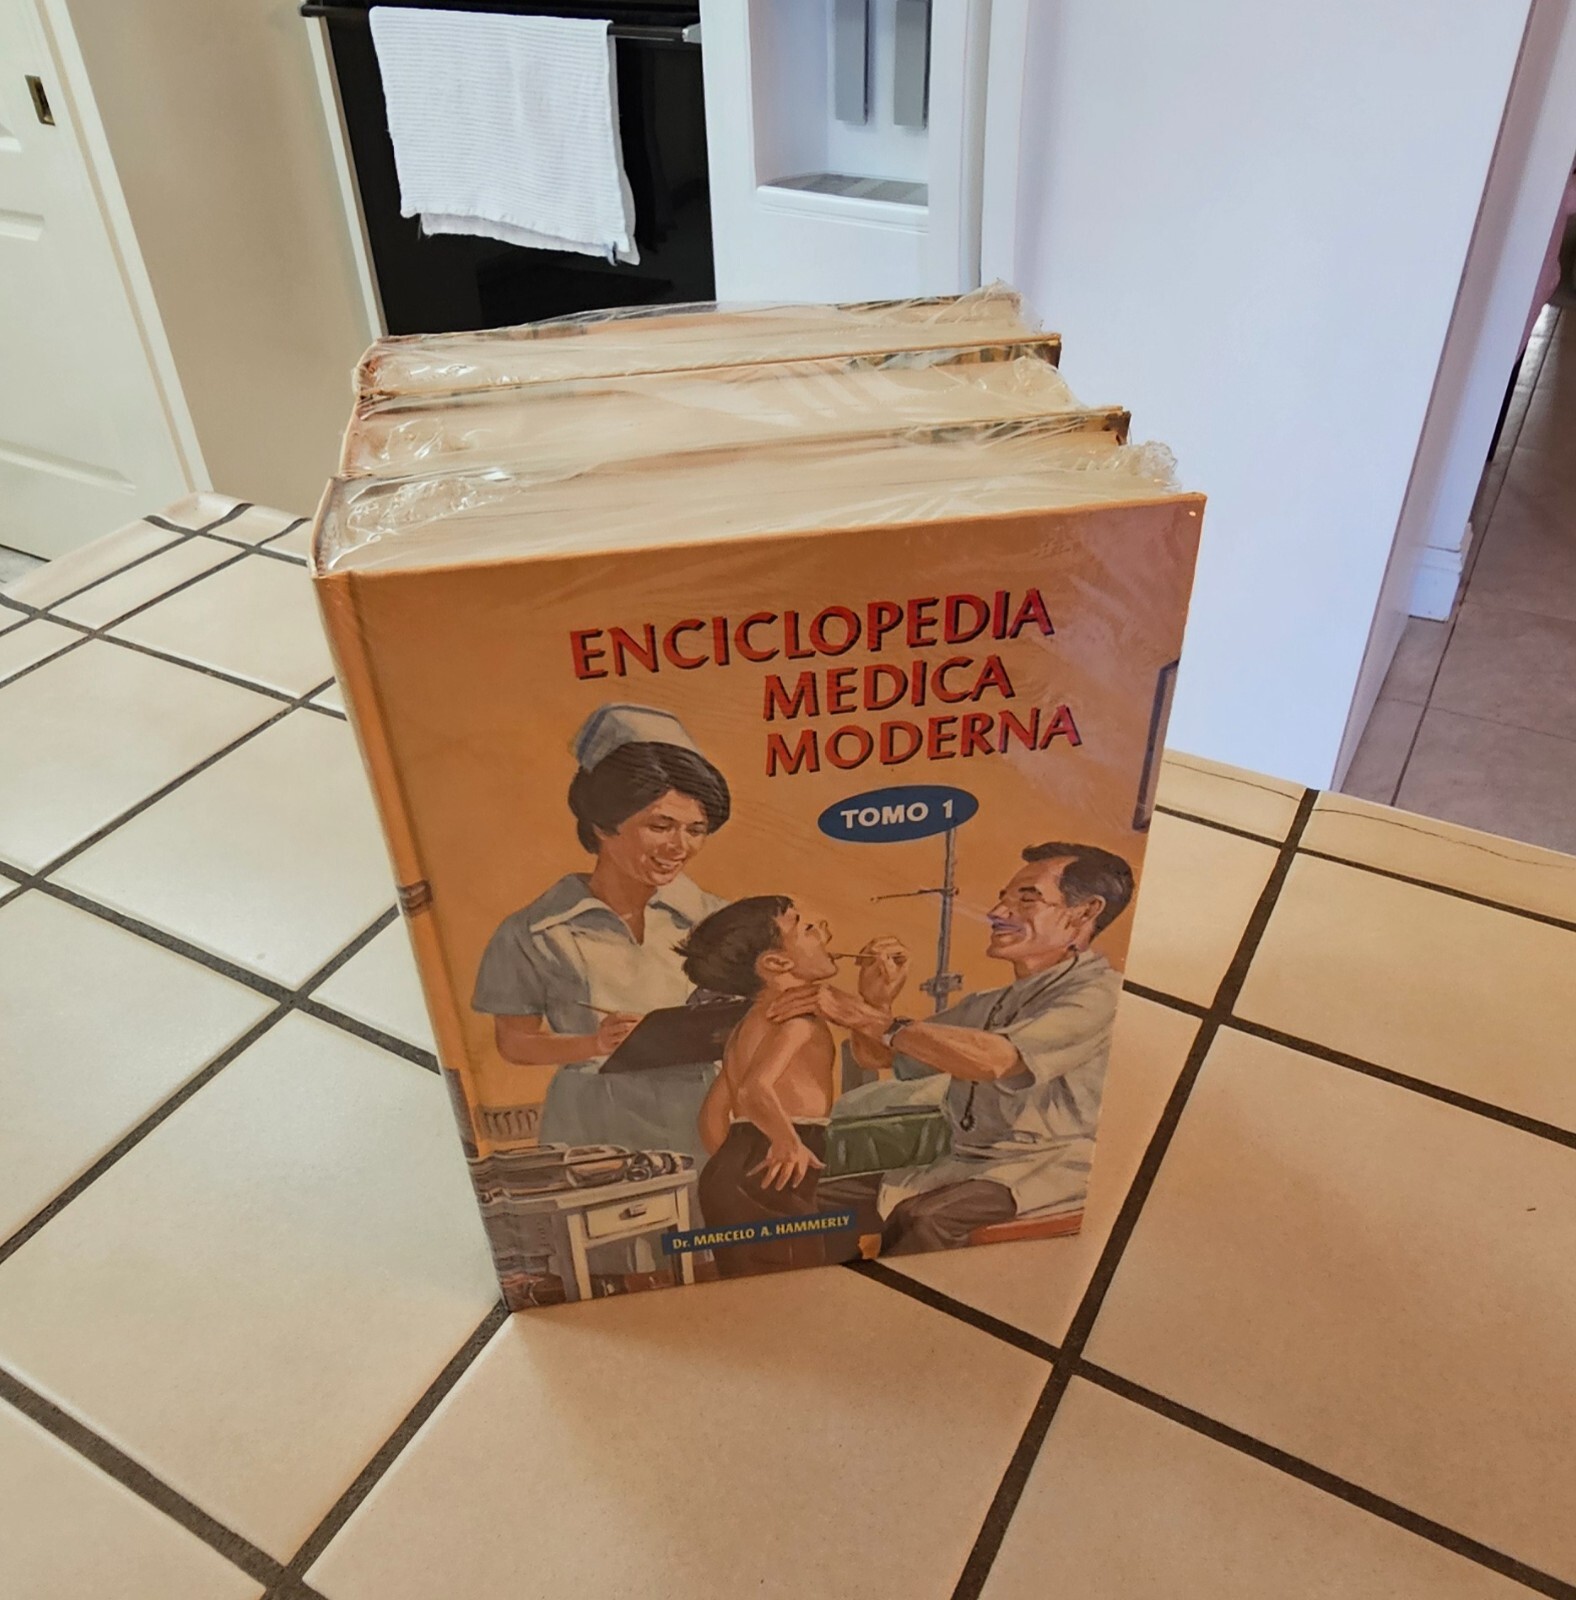 ENCICLOPEDIA
MEDICA
MODERNA
TOMO 1
Dr. MARCELO A. HAMMERLY